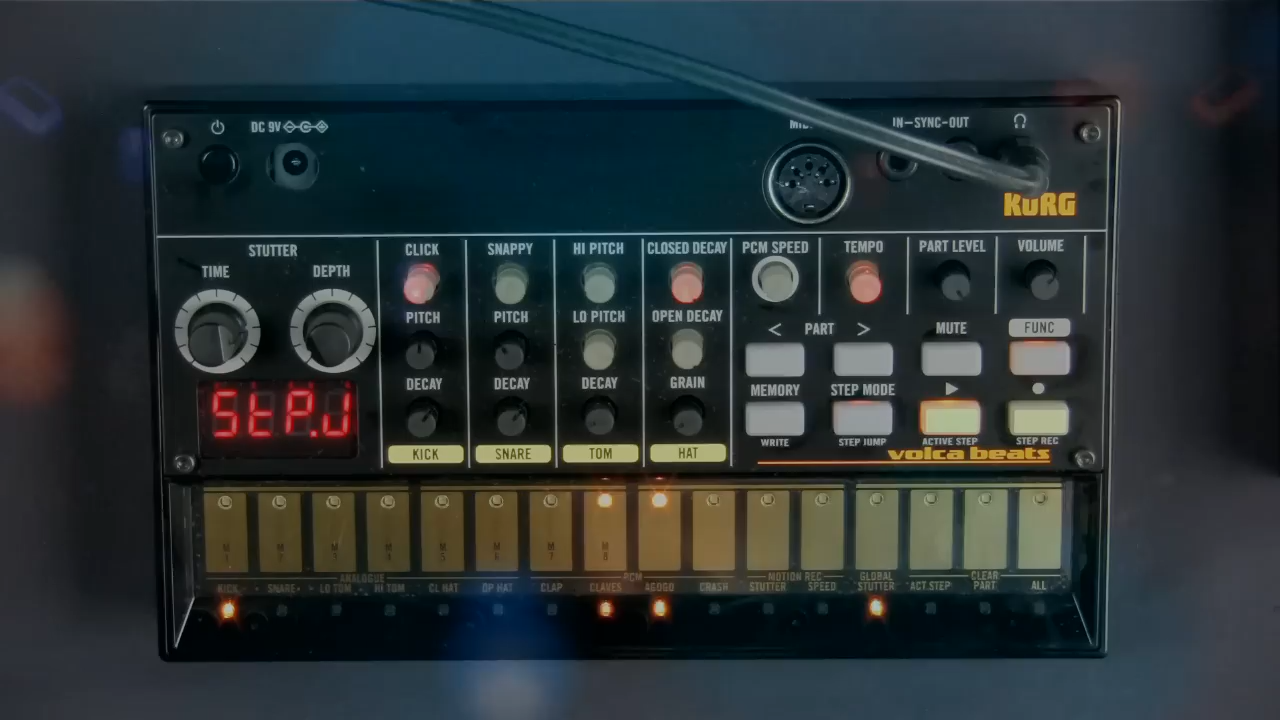 DC 9V
IN-SYNC-OUT
KORG
STUTTER
TIME
DEPTH
CLICK
SNAPPY
HI PITCH
CLOSED DECAY
PCM SPEED
TEMPO
PART LEVEL
VOLUME
PITCH
PITCH
LO PITCH
OPEN DECAY
< PART >
MUTE
FUNC
DECAY
DECAY
DECAY
GRAIN
MEMORY
STEP MODE
StP.J
WRITE
STEP JUMP
ACTIVE STEP
STEP REC
KICK
SNARE
TOM
HAT
volca beats
ANALOGUE
PCM
MOTION REC
GLOBAL
CLEAR
KICK
SNARE
LO TOM
HI TOM
CL HAT
OP HAT
CLAP
CLAVES
AGOGO
CRASH
STUTTER
SPEED
STUTTER
ACT.STEP
PART
ALL